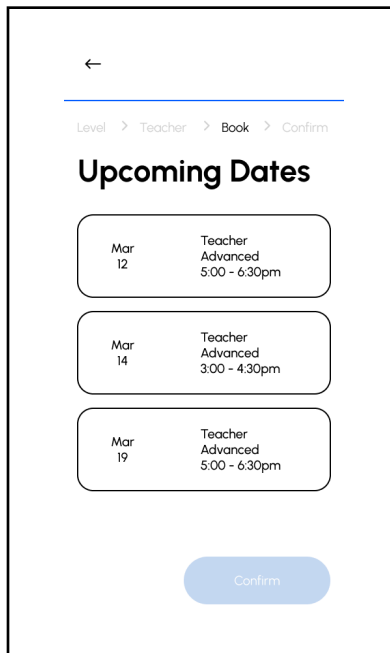 Level > Teacher > Book > Confirm
Upcoming Dates
Mar
12
Teacher
Advanced
5:00 - 6:30pm
Mar
14
Teacher
Advanced
3:00 - 4:30pm
Mar
19
Teacher
Advanced
5:00 - 6:30pm
Confirm